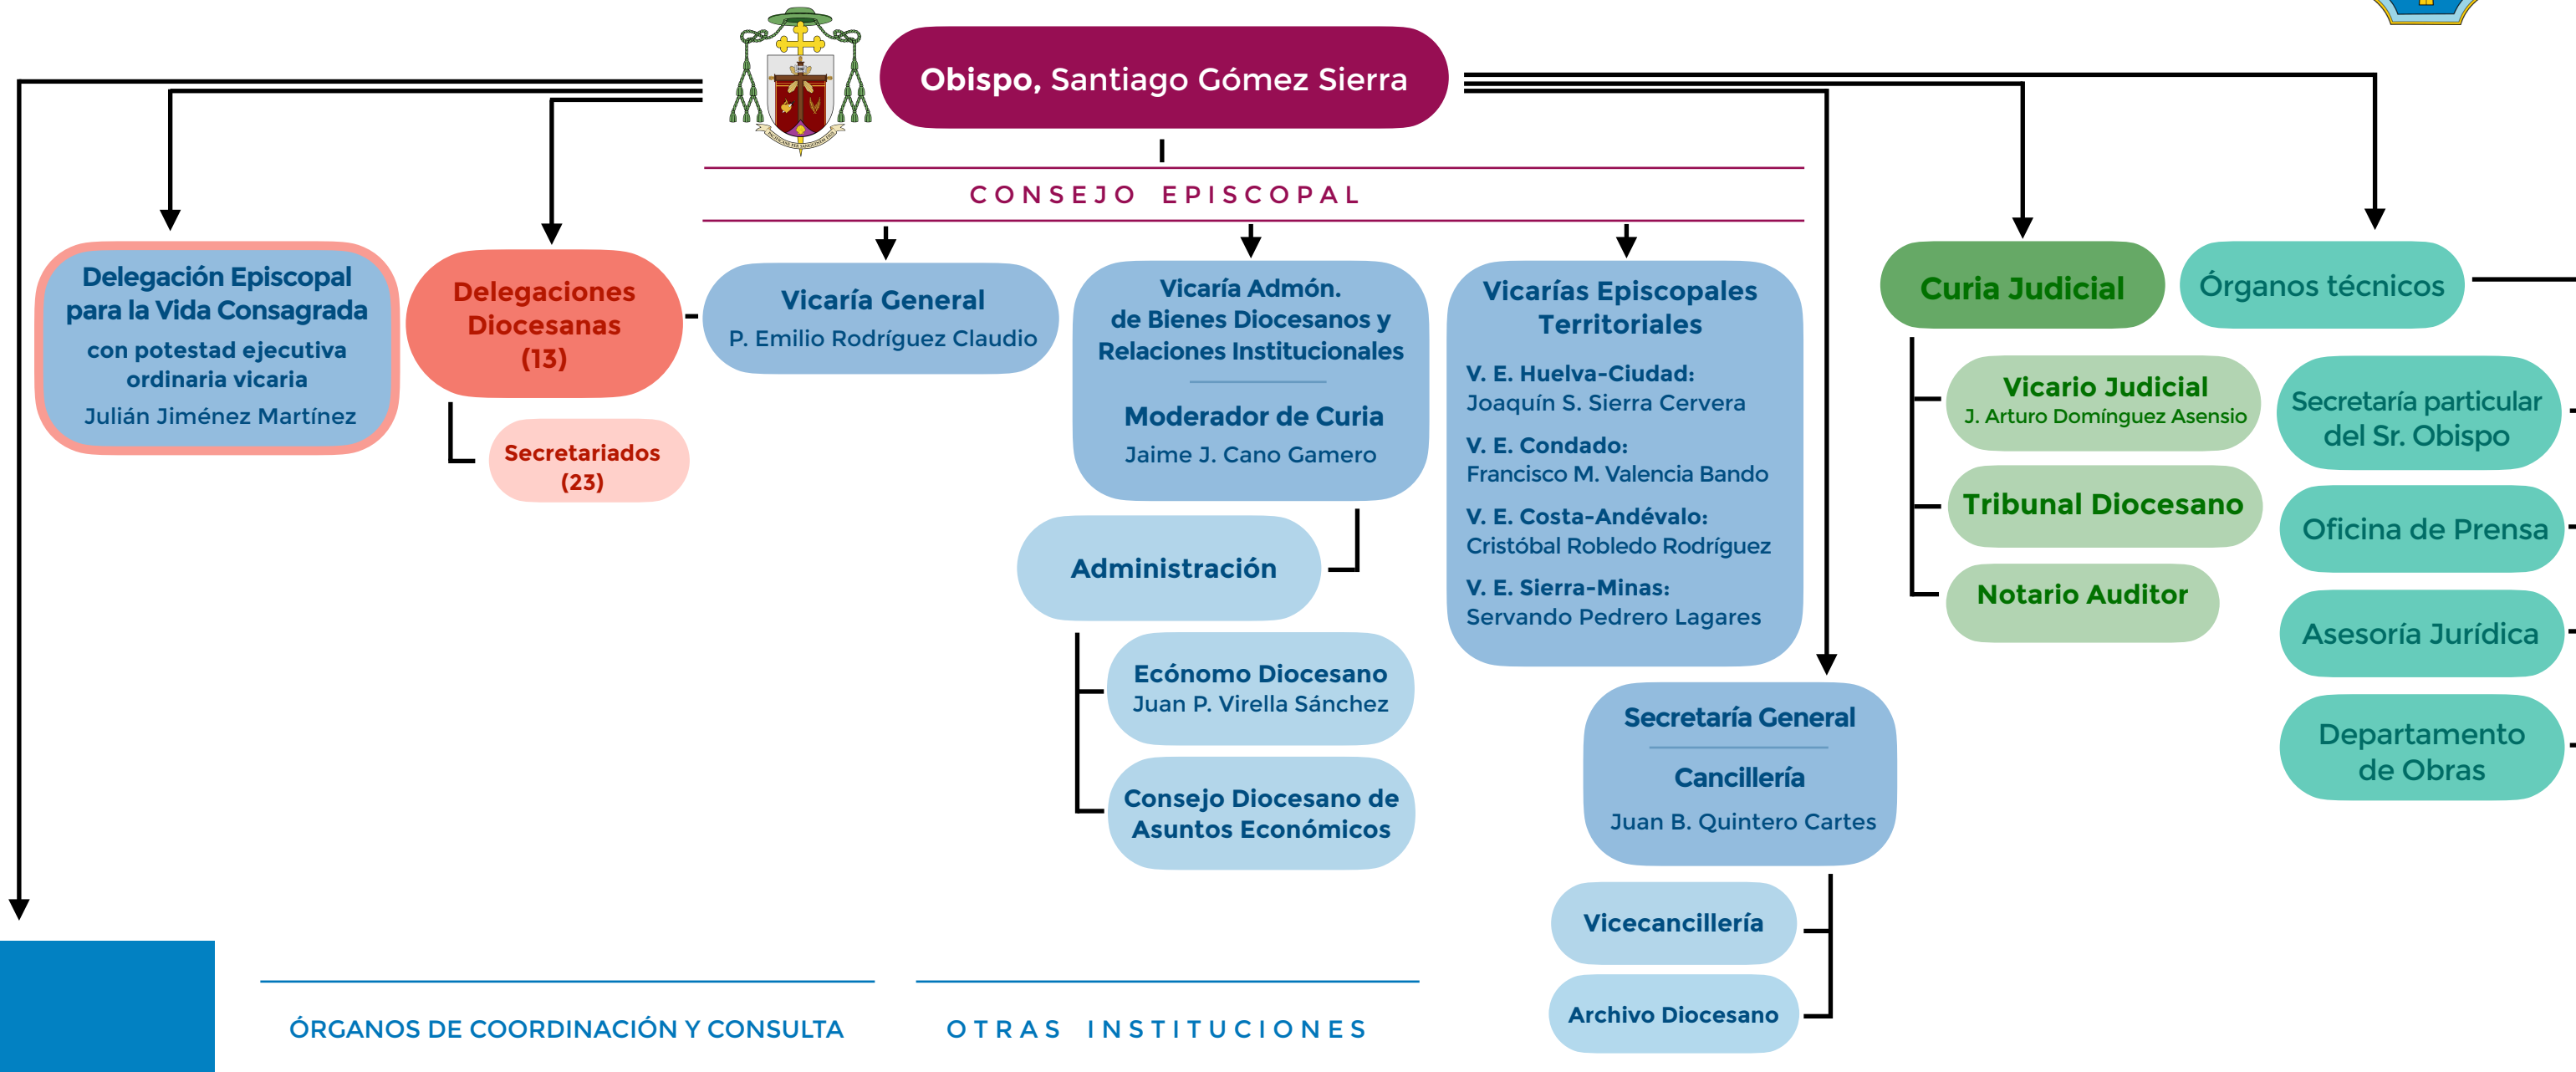 Obispo, Santiago Gómez Sierra
CONSEJO EPISCOPAL
Delegación Episcopal
para la Vida Consagrada
con potestad ejecutiva
ordinaria vicaria
Julián Jiménez Martínez
Delegaciones
Diocesanas
(13)
Secretariados
(23)
Vicaría General
P. Emilio Rodríguez Claudio
Vicaría Admón.
de Bienes Diocesanos y
Relaciones Institucionales
Moderador de Curia
Jaime J. Cano Gamero
Administración
Ecónomo Diocesano
Juan P. Virella Sánchez
Consejo Diocesano de
Asuntos Económicos
Vicarías Episcopales
Territoriales
V. E. Huelva-Ciudad:
Joaquín S. Sierra Cervera
V. E. Condado:
Francisco M. Valencia Bando
V. E. Costa-Andévalo:
Cristóbal Robledo Rodríguez
V. E. Sierra-Minas:
Servando Pedrero Lagares
Secretaría General
Cancillería
Juan B. Quintero Cartes
Vicecancillería
Archivo Diocesano
Curia Judicial
Vicario Judicial
J. Arturo Domínguez Asensio
Tribunal Diocesano
Notario Auditor
Órganos técnicos
Secretaría particular
del Sr. Obispo
Oficina de Prensa
Asesoría Jurídica
Departamento
de Obras
ÓRGANOS DE COORDINACIÓN Y CONSULTA
OTRAS INSTITUCIONES